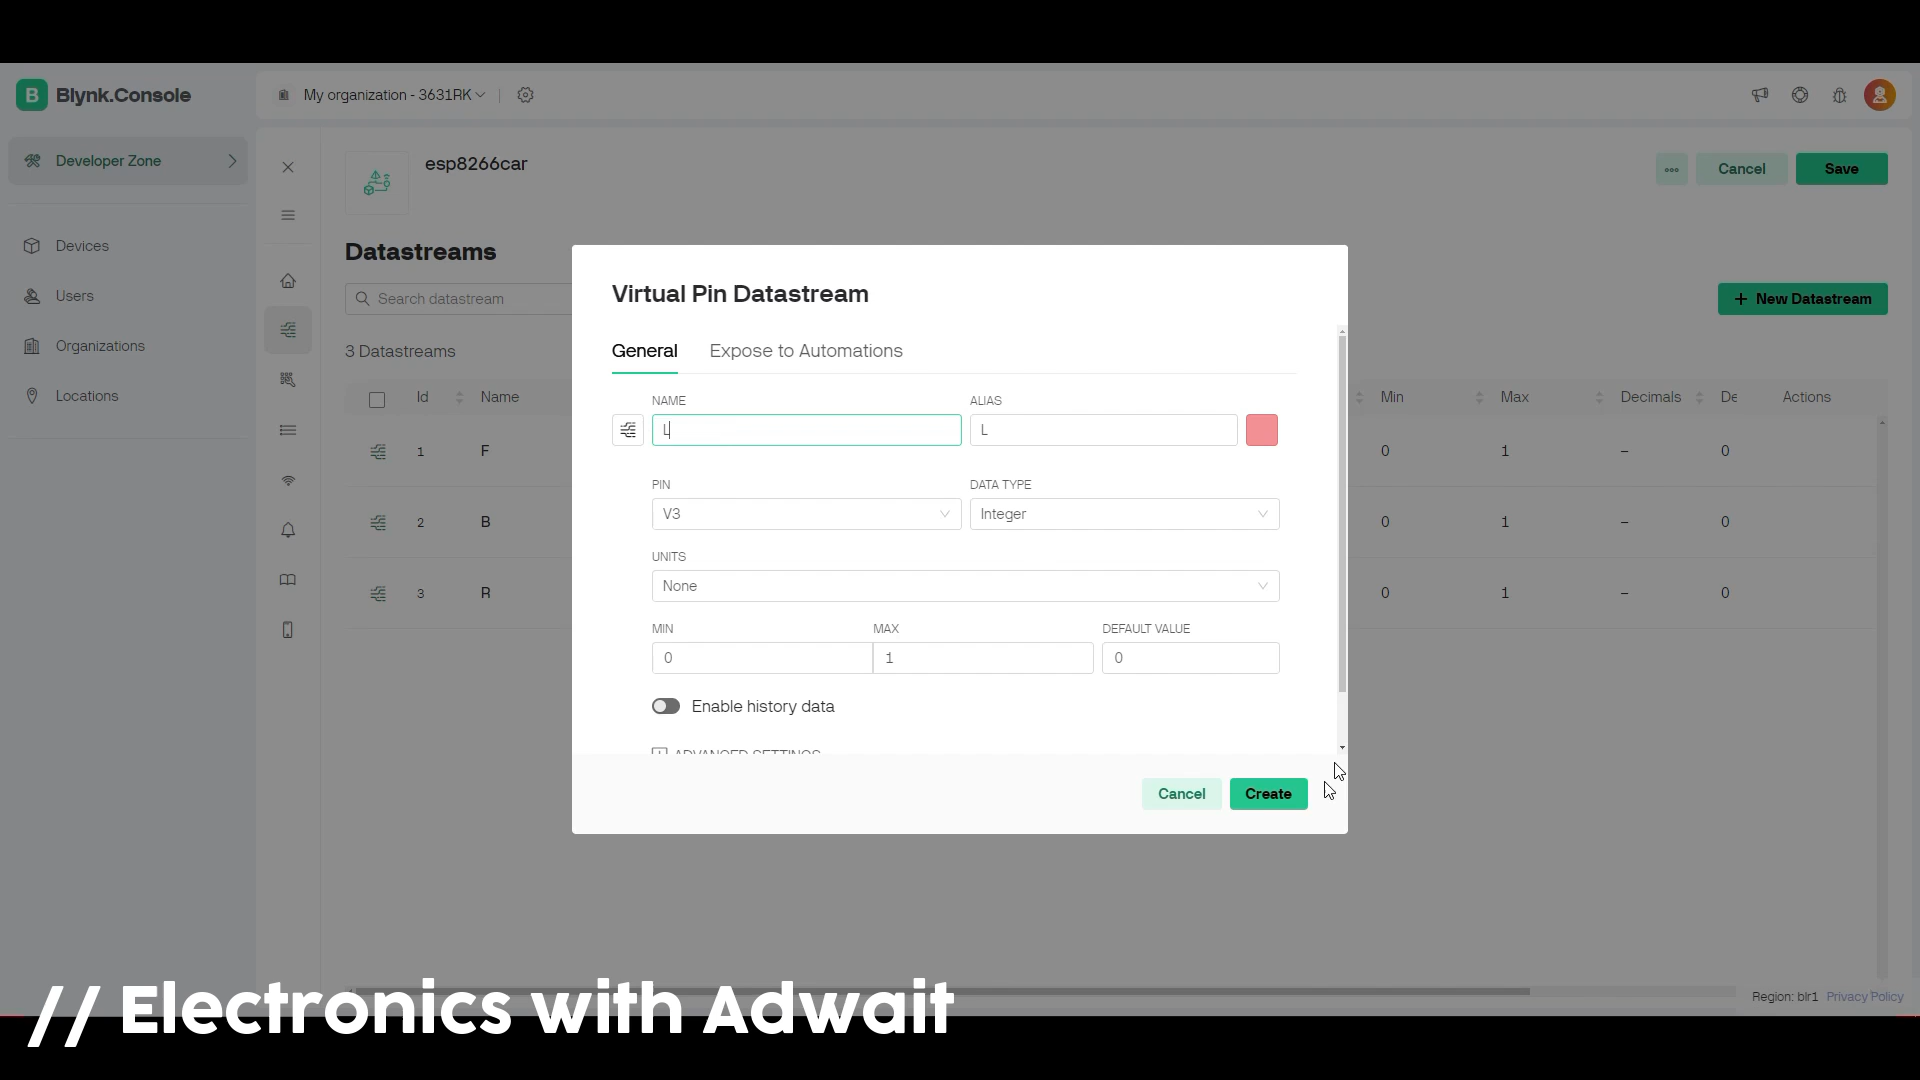 B Blynk.Console
My organization - 3631RK
Developer Zone
Devices
Users
Organizations
Locations
esp8266car
Cancel
Save
Datastreams
Search datastream
New Datastream
3 Datastreams
Id Name Min Max Decimals De Actions
1 F 0 1 – 0
2 B 0 1 – 0
3 R 0 1 – 0
Virtual Pin Datastream
General Expose to Automations
NAME ALIAS
L L
PIN DATA TYPE
V3 Integer
UNITS
None
MIN MAX DEFAULT VALUE
0 1 0
Enable history data
ADVANCED SETTINGS
Cancel Create
Region: blr1 Privacy Policy
// Electronics with Adwait